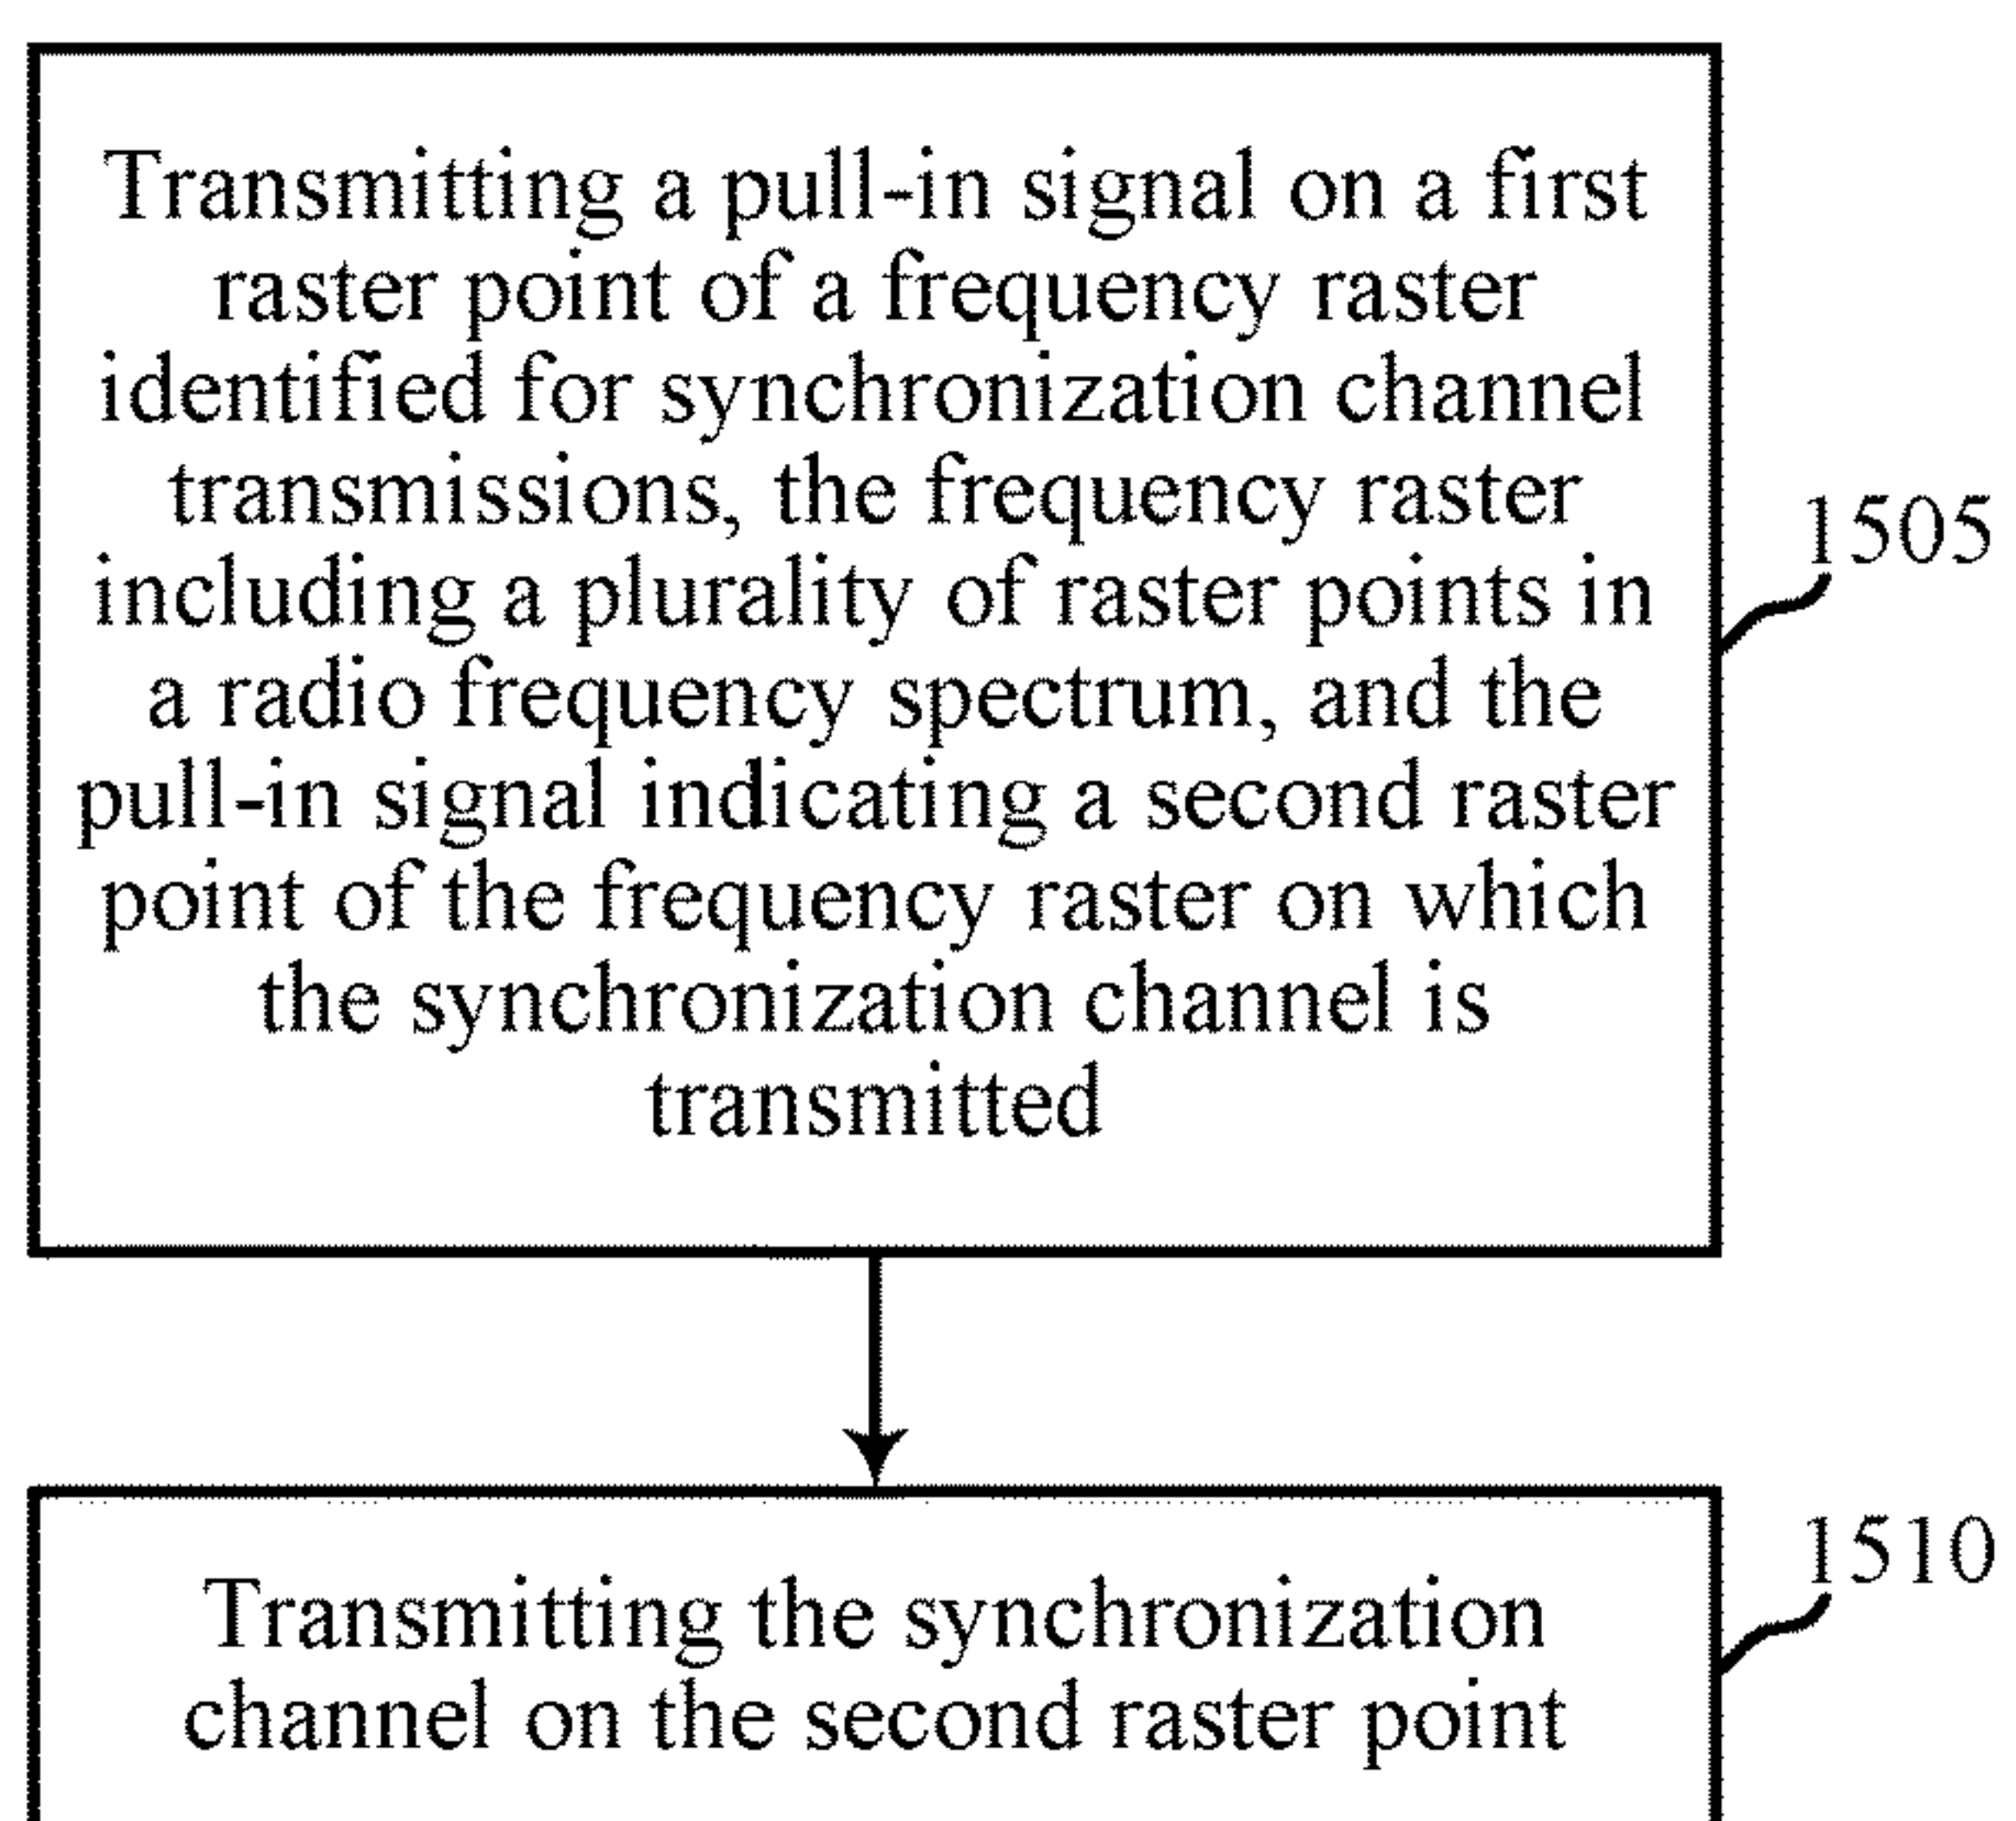 Transmitting a pull-in signal on a first
raster point of a frequency raster
identified for synchronization channel
transmissions, the frequency raster
including a plurality of raster points in
a radio frequency spectrum, and the
pull-in signal indicating a second raster
point of the frequency raster on which
the synchronization channel is
transmitted
1505
Transmitting the synchronization
channel on the second raster point
1510